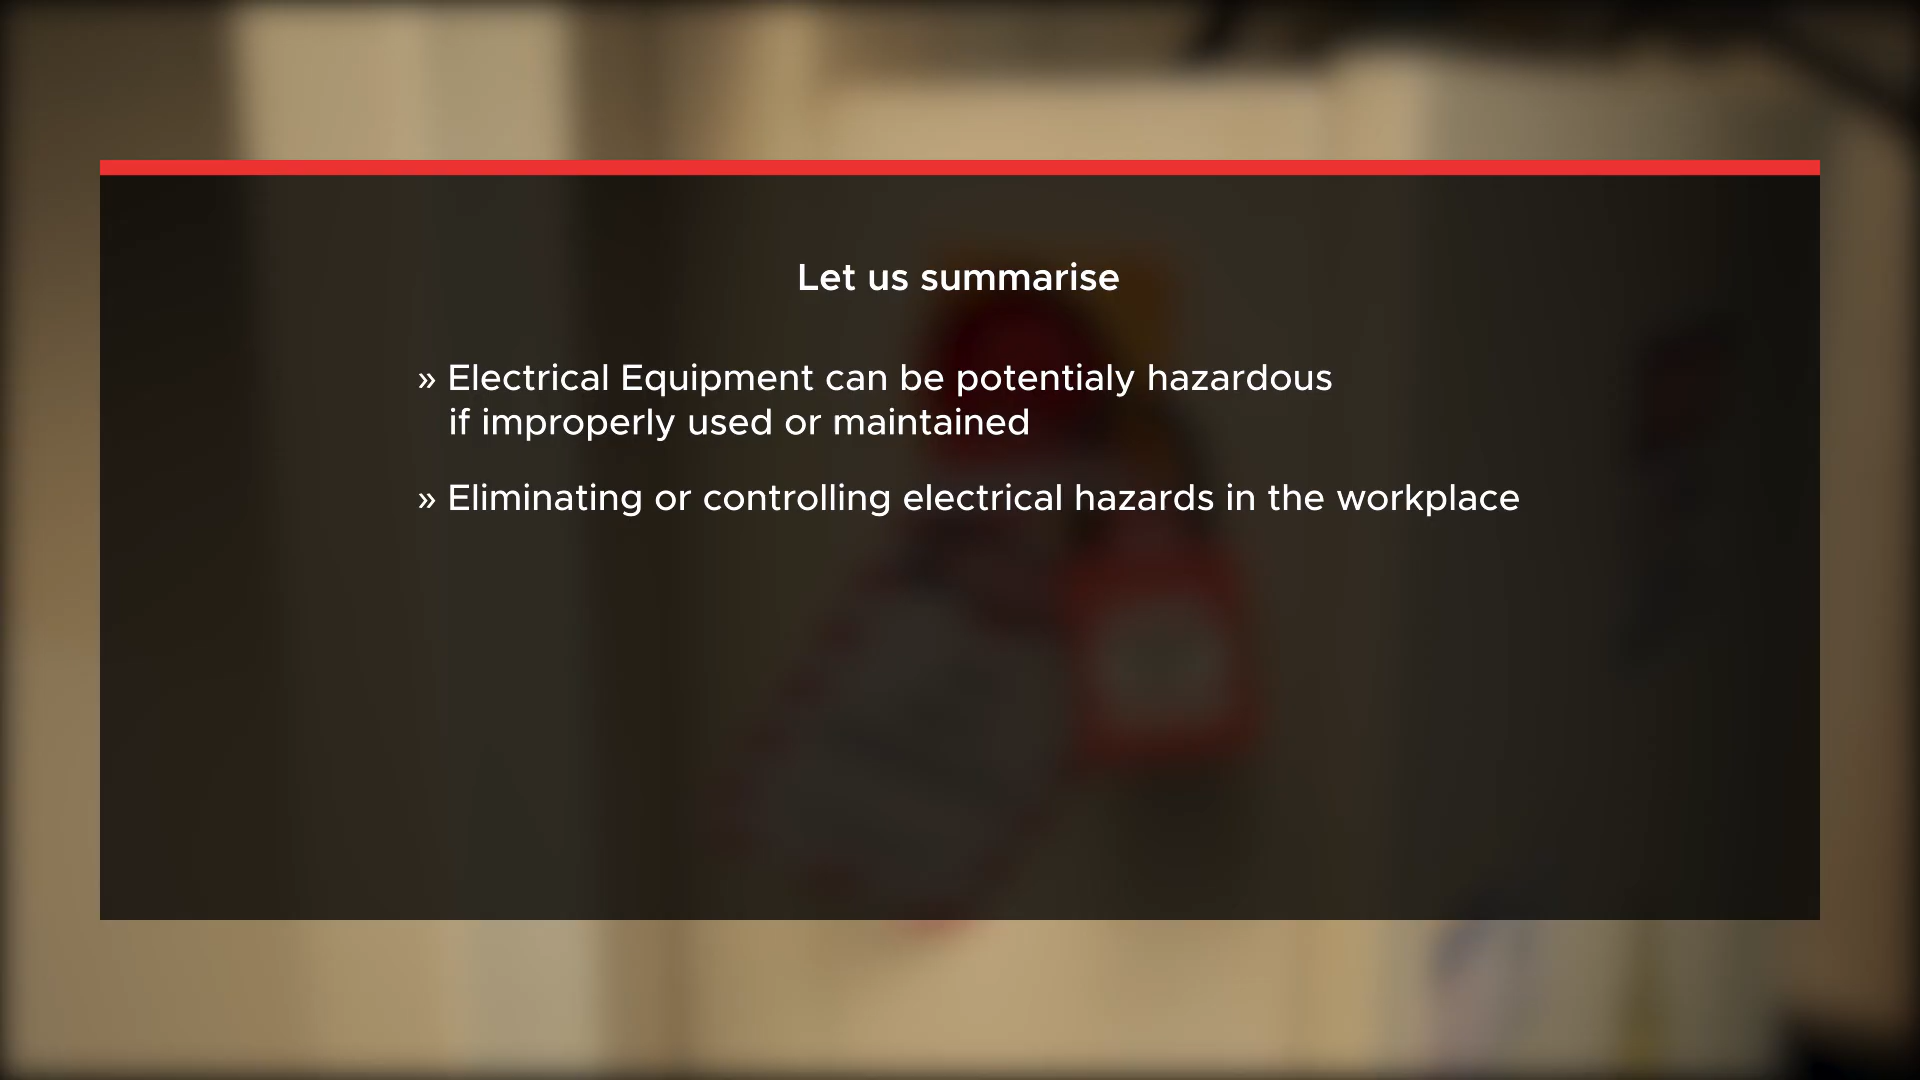 Let us summarise
» Electrical Equipment can be potentialy hazardous
if improperly used or maintained
» Eliminating or controlling electrical hazards in the workplace